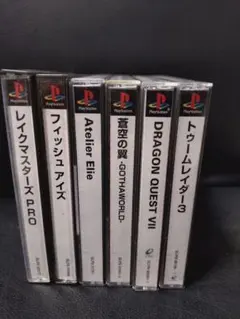 PlayStation
レイクマスターズ PRO
PlayStation
フィッシュ アイズ
PlayStation
Atelier Elie
PlayStation
蒼空の翼
-GOTHAWORLD-
PlayStation
DRAGON QUEST VII
PlayStation
トゥームレイダー3